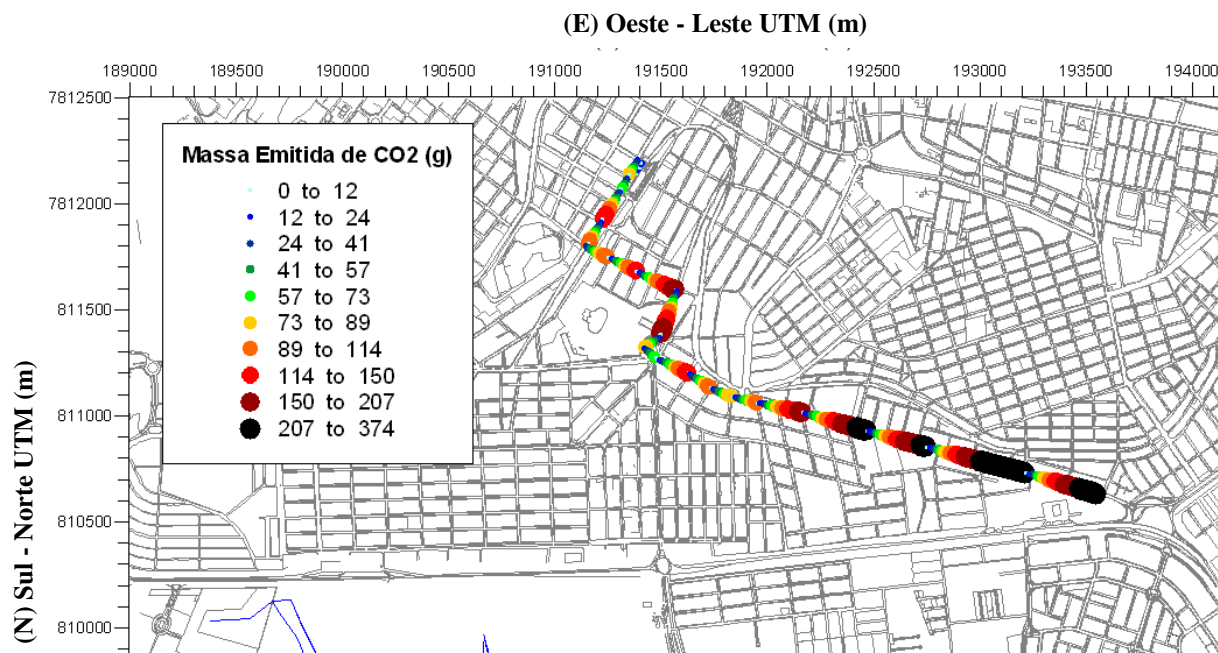 (E) Oeste - Leste UTM (m)
189000 189500 190000 190500 191000 191500 192000 192500 193000 193500 194000
7812500
7812000
811500
811000
810500
810000
(N) Sul - Norte UTM (m)
Massa Emitida de CO2 (g)
0 to 12
12 to 24
24 to 41
41 to 57
57 to 73
73 to 89
89 to 114
114 to 150
150 to 207
207 to 374